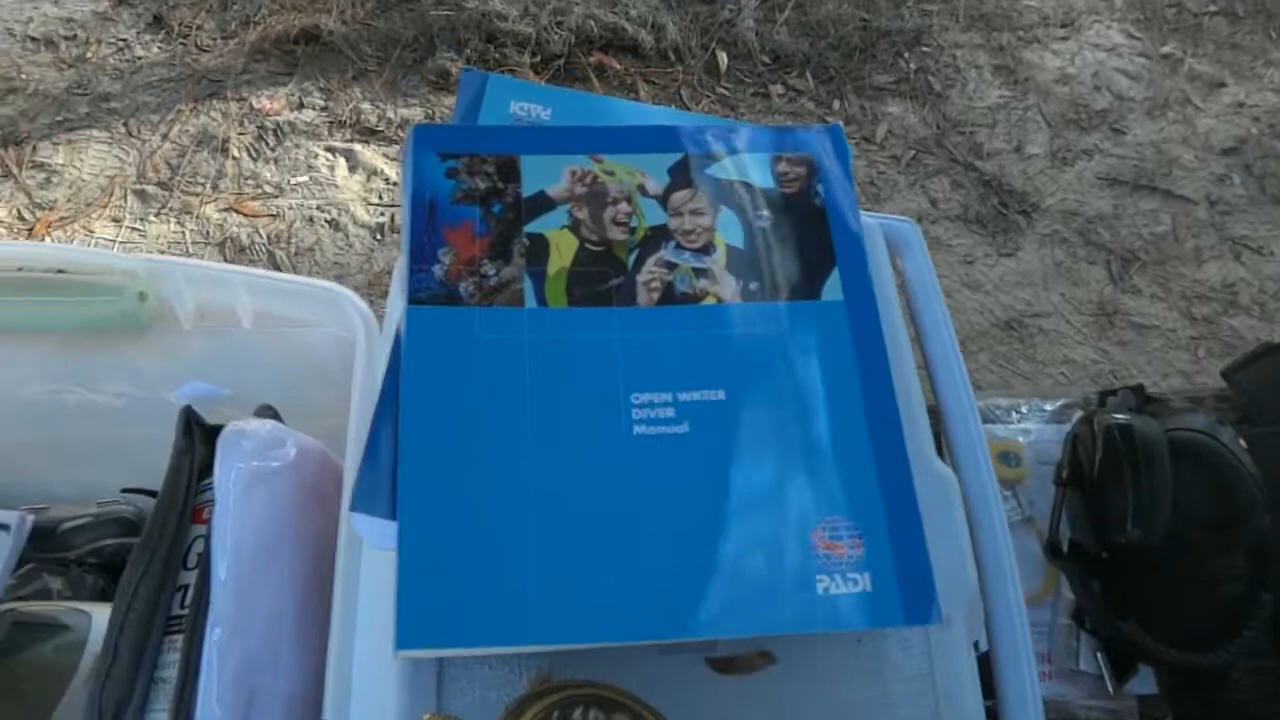 PADI
OPEN WATER
DIVER
Manual
PADI